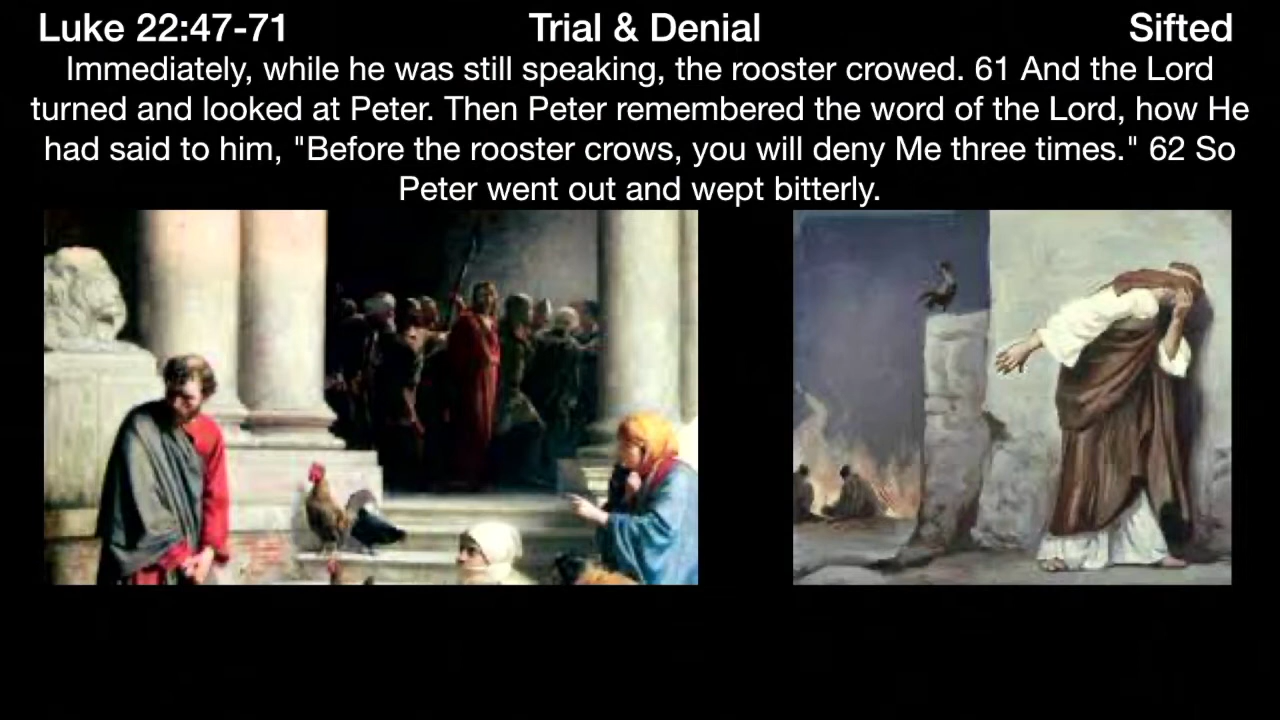 Luke 22:47-71 Trial & Denial Sifted
Immediately, while he was still speaking, the rooster crowed. 61 And the Lord
turned and looked at Peter. Then Peter remembered the word of the Lord, how He
had said to him, "Before the rooster crows, you will deny Me three times." 62 So
Peter went out and wept bitterly.